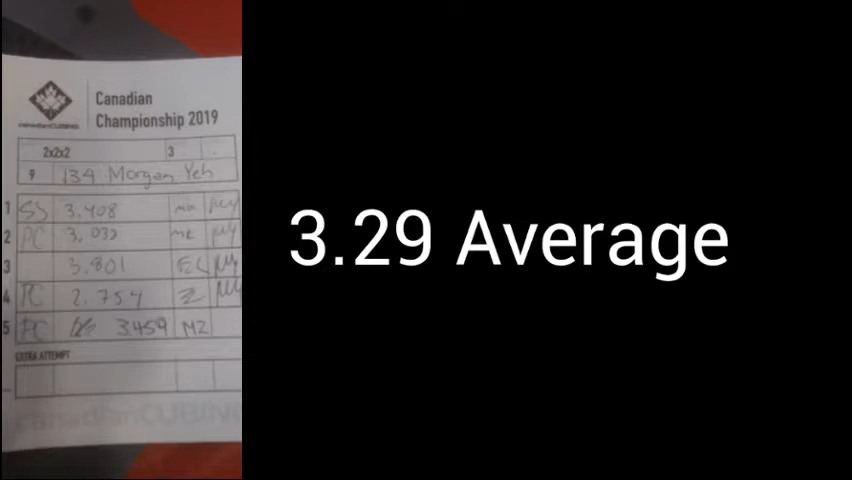 Canadian
Championship 2019
2x2x2 3
9 134 Morgan Yeh
1 SS 3.408
2 PC 3.032
3 3.801
4 PC 2.754
5 PC 3.459 MZ
EXTRA ATTEMPT
3.29 Average